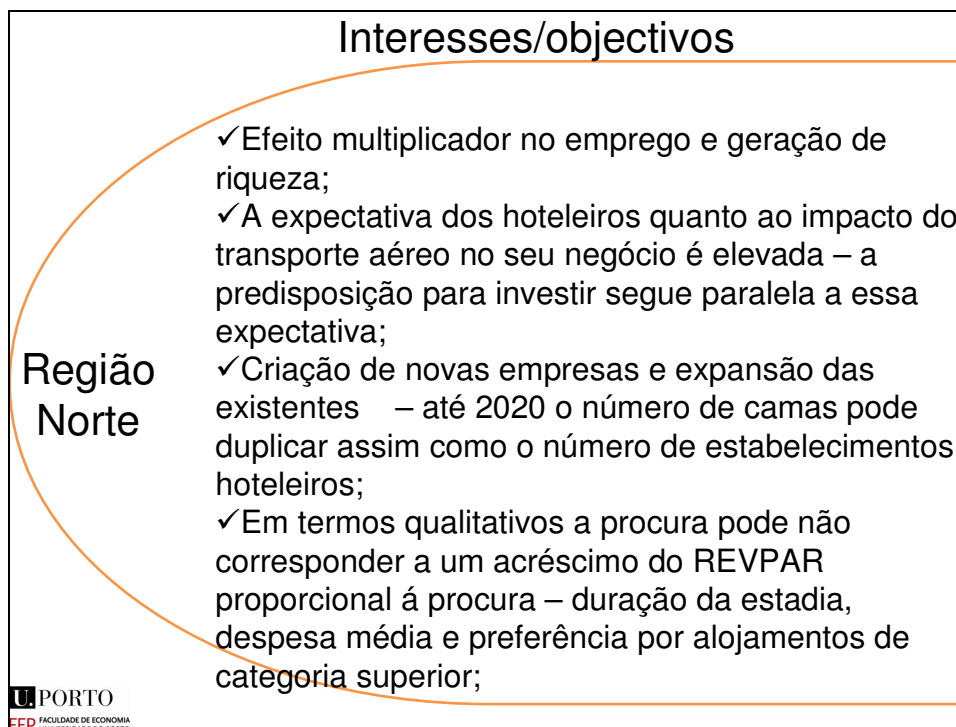 Interesses/objectivos
✓Efeito multiplicador no emprego e geração de
riqueza;
✓A expectativa dos hoteleiros quanto ao impacto do
transporte aéreo no seu negócio é elevada – a
predisposição para investir segue paralela a essa
expectativa;
✓Criação de novas empresas e expansão das
existentes – até 2020 o número de camas pode
duplicar assim como o número de estabelecimentos
hoteleiros;
✓Em termos qualitativos a procura pode não
corresponder a um acréscimo do REVPAR
proporcional á procura – duração da estadia,
despesa média e preferência por alojamentos de
categoria superior;
Região
Norte
U. PORTO
FEP FACULDADE DE ECONOMIA